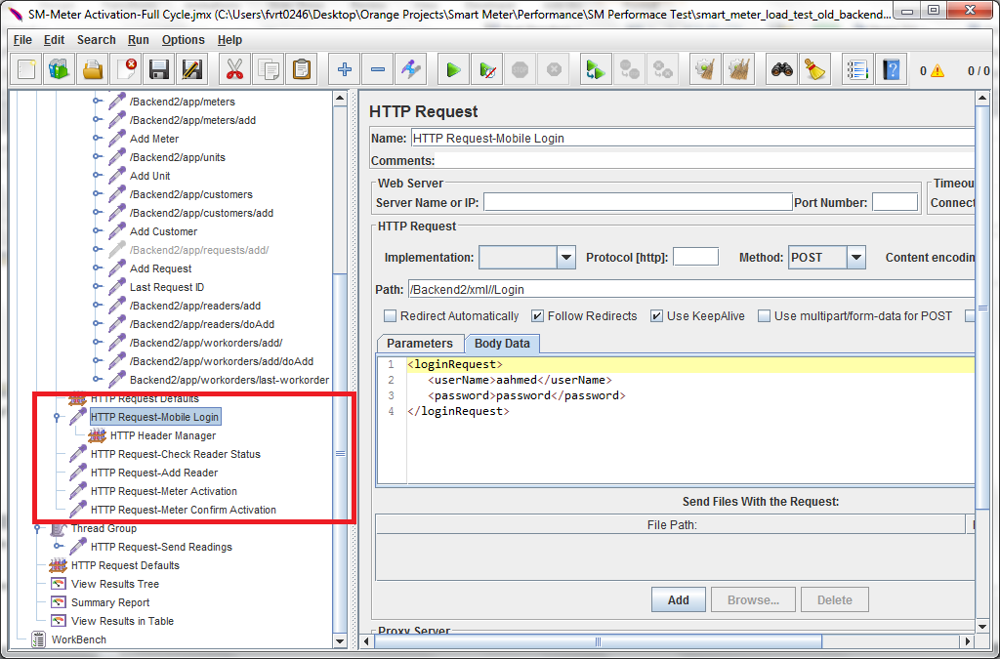 SM-Meter Activation-Full Cycle.jmx (C:\Users\fvrt0246\Desktop\Orange Projects\Smart Meter\Performance\SM Performace Test\smart_meter_load_test_old_backend...
File Edit Search Run Options Help
0 0 / 0
/Backend2/app/meters
/Backend2/app/meters/add
Add Meter
/Backend2/app/units
Add Unit
/Backend2/app/customers
/Backend2/app/customers/add
Add Customer
/Backend2/app/requests/add/
Add Request
Last Request ID
/Backend2/app/readers/add
/Backend2/app/readers/doAdd
/Backend2/app/workorders/add/
/Backend2/app/workorders/add/doAdd
Backend2/app/workorders/last-workorder
HTTP Request Defaults
HTTP Request-Mobile Login
HTTP Header Manager
HTTP Request-Check Reader Status
HTTP Request-Add Reader
HTTP Request-Meter Activation
HTTP Request-Meter Confirm Activation
Thread Group
HTTP Request-Send Readings
HTTP Request Defaults
View Results Tree
Summary Report
View Results in Table
WorkBench
HTTP Request
Name: HTTP Request-Mobile Login
Comments:
Web Server
Timeou
Server Name or IP: Port Number: Connect
HTTP Request
Implementation: Protocol [http]: Method: POST Content encodin
Path: /Backend2/xml//Login
Redirect Automatically Follow Redirects Use KeepAlive Use multipart/form-data for POST
Parameters Body Data
1 <loginRequest>
2 <userName>aahmed</userName>
3 <password>password</password>
4 </loginRequest>
Send Files With the Request:
File Path:
Add Browse... Delete
Proxy Server